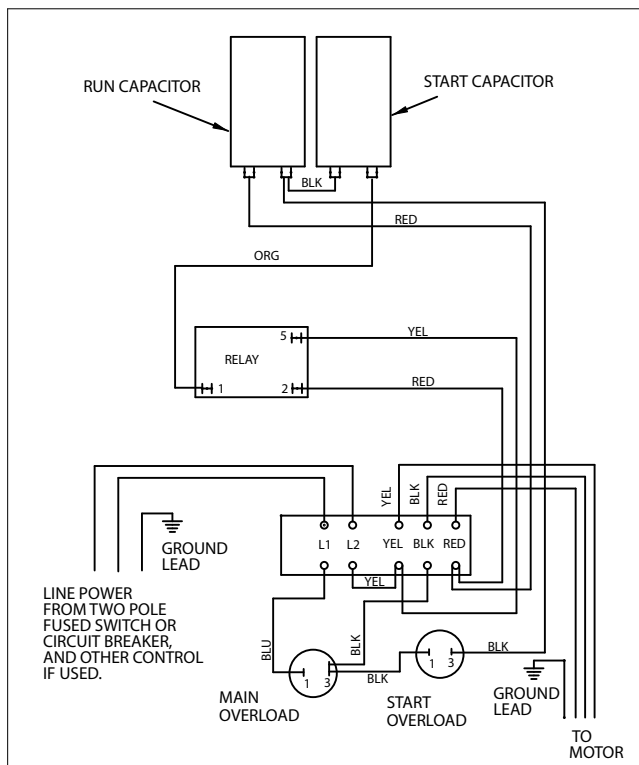 RUN CAPACITOR
START CAPACITOR
BLK
RED
ORG
5
YEL
RELAY
1
2
RED
YEL
BLK
RED
GROUND
LEAD
L1
L2
YEL
BLK
RED
YEL
LINE POWER
FROM TWO POLE
FUSED SWITCH OR
CIRCUIT BREAKER,
AND OTHER CONTROL
IF USED.
BLU
BLK
1
3
BLK
1
3
BLK
MAIN
OVERLOAD
START
OVERLOAD
GROUND
LEAD
TO
MOTOR